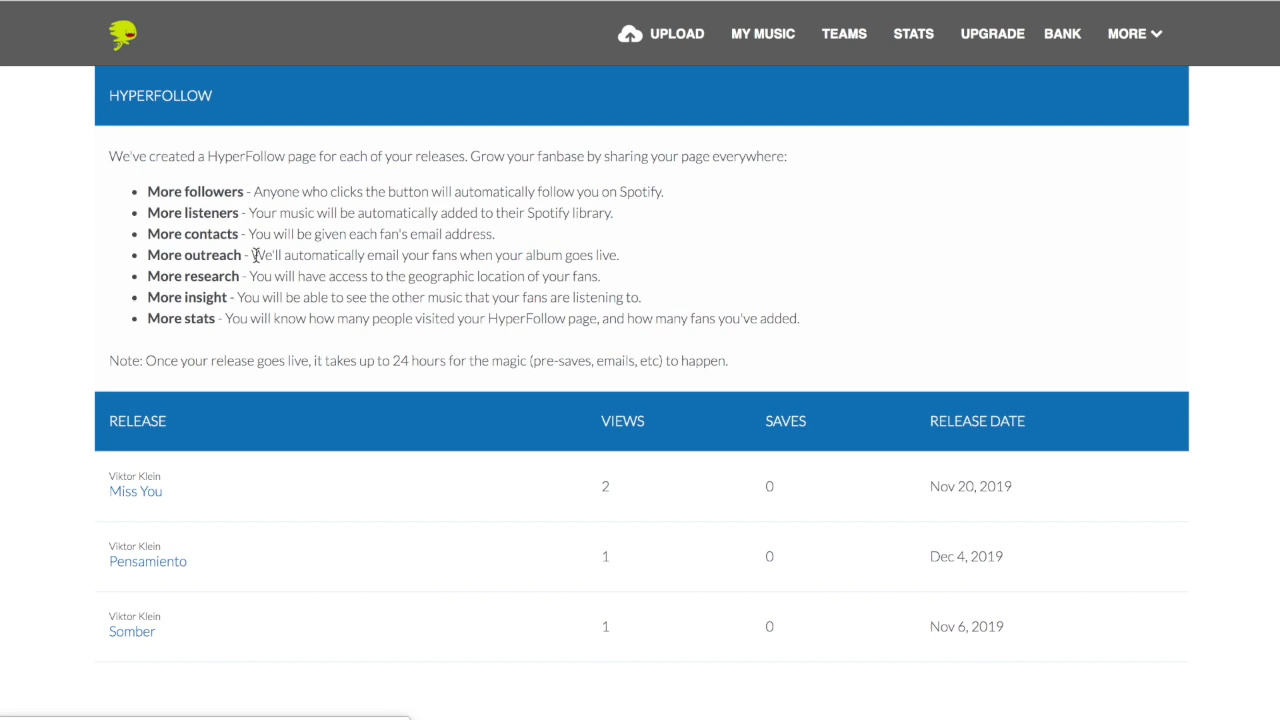 UPLOAD MY MUSIC TEAMS STATS UPGRADE BANK MORE
HYPERFOLLOW
We've created a HyperFollow page for each of your releases. Grow your fanbase by sharing your page everywhere:
• More followers - Anyone who clicks the button will automatically follow you on Spotify.
• More listeners - Your music will be automatically added to their Spotify library.
• More contacts - You will be given each fan's email address.
• More outreach - We'll automatically email your fans when your album goes live.
• More research - You will have access to the geographic location of your fans.
• More insight - You will be able to see the other music that your fans are listening to.
• More stats - You will know how many people visited your HyperFollow page, and how many fans you've added.
Note: Once your release goes live, it takes up to 24 hours for the magic (pre-saves, emails, etc) to happen.
RELEASE VIEWS SAVES RELEASE DATE
Viktor Klein
Miss You 2 0 Nov 20, 2019
Viktor Klein
Pensamiento 1 0 Dec 4, 2019
Viktor Klein
Somber 1 0 Nov 6, 2019